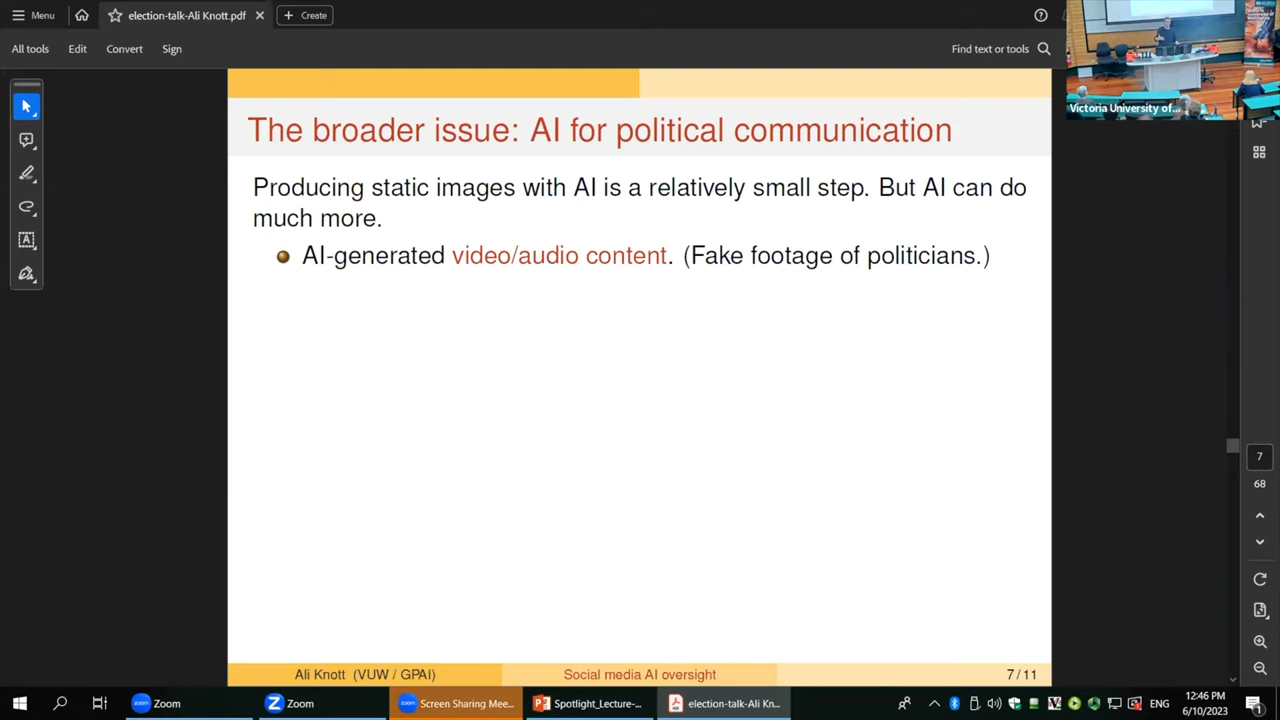 Menu
election-talk-Ali Knott.pdf
Create
All tools
Edit
Convert
Sign
Find text or tools
Victoria University of...
The broader issue: AI for political communication
Producing static images with AI is a relatively small step. But AI can do
much more.
AI-generated video/audio content. (Fake footage of politicians.)
7
68
Ali Knott (VUW / GPAI)
Social media AI oversight
7 / 11
Zoom
Zoom
Screen Sharing Mee...
Spotlight_Lecture-...
election-talk-Ali Kn...
ENG
12:46 PM
6/10/2023
1